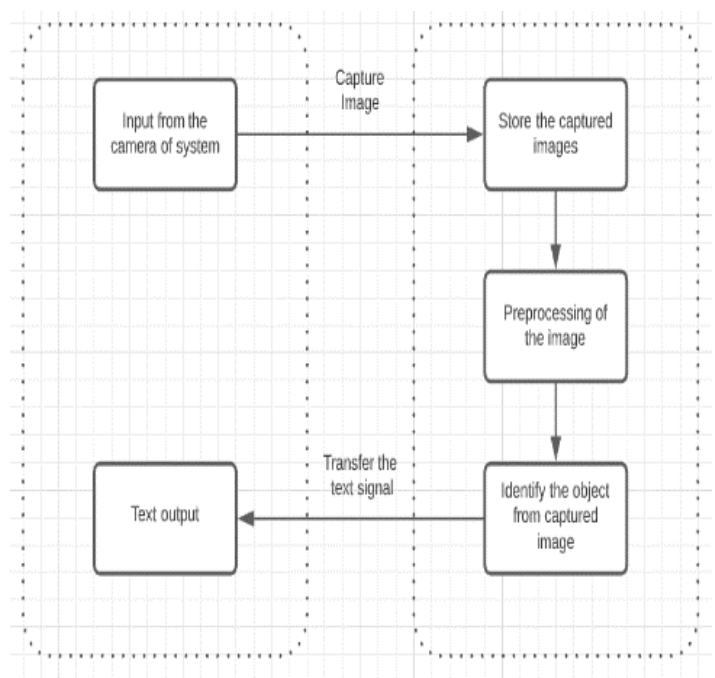 Input from the
camera of system
Capture
Image
Store the captured
images
Preprocessing of
the image
Identify the object
from captured
image
Transfer the
text signal
Text output